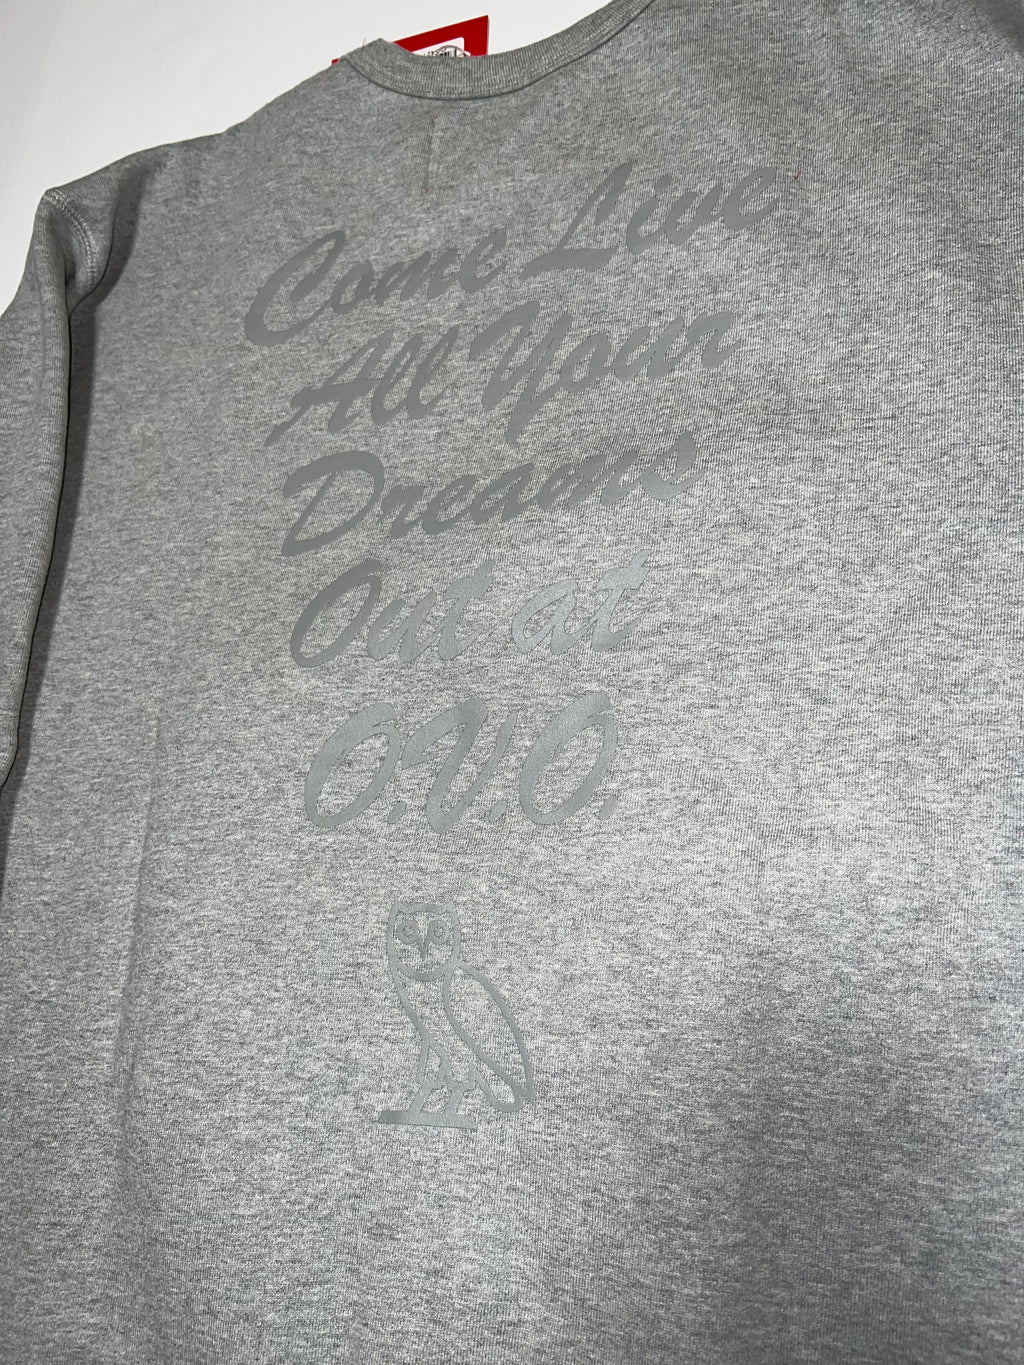 Come Live
All Your
Dreams
Out at
O.V.O.